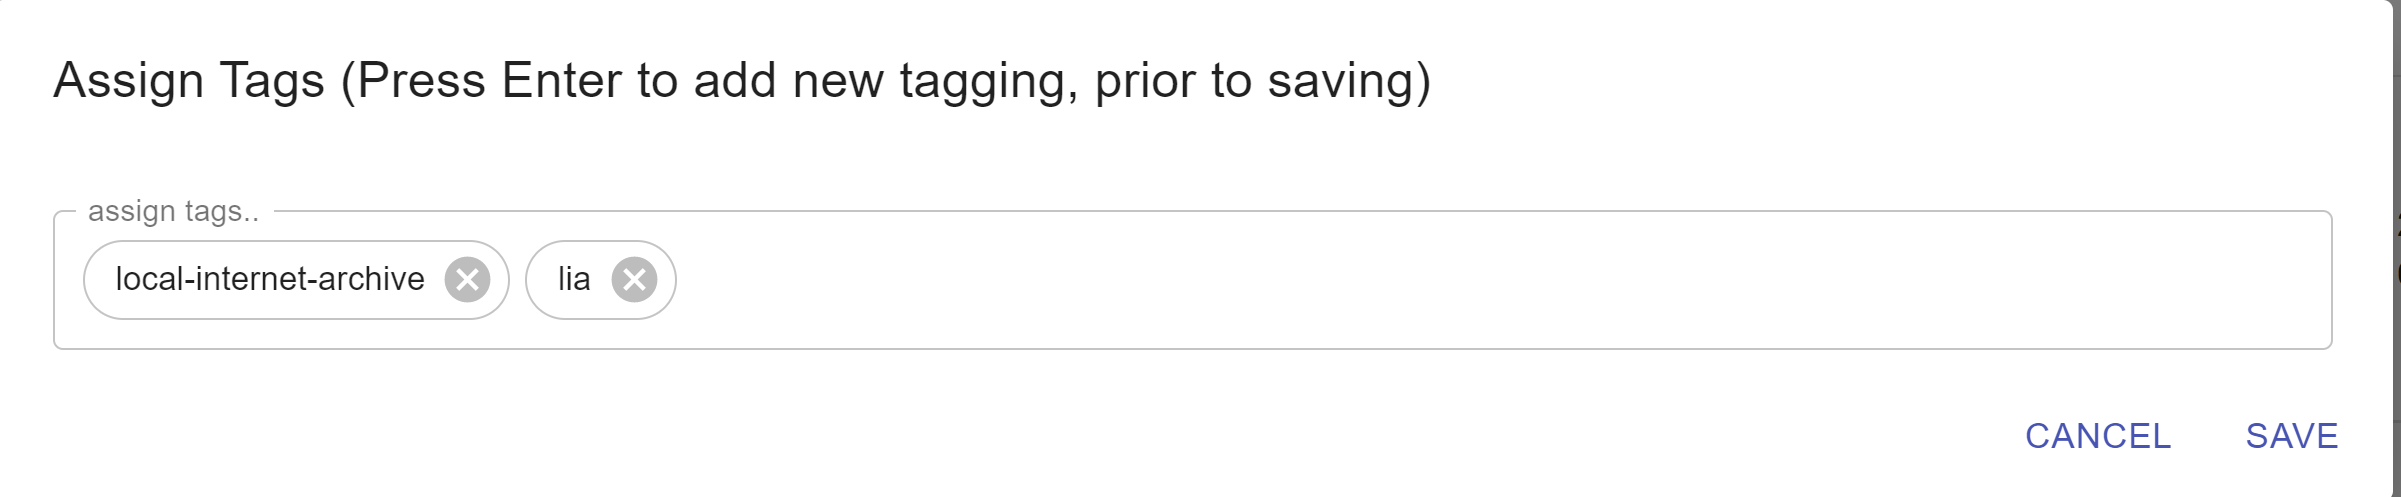 Assign Tags (Press Enter to add new tagging, prior to saving)
assign tags..
local-internet-archive lia
CANCEL SAVE